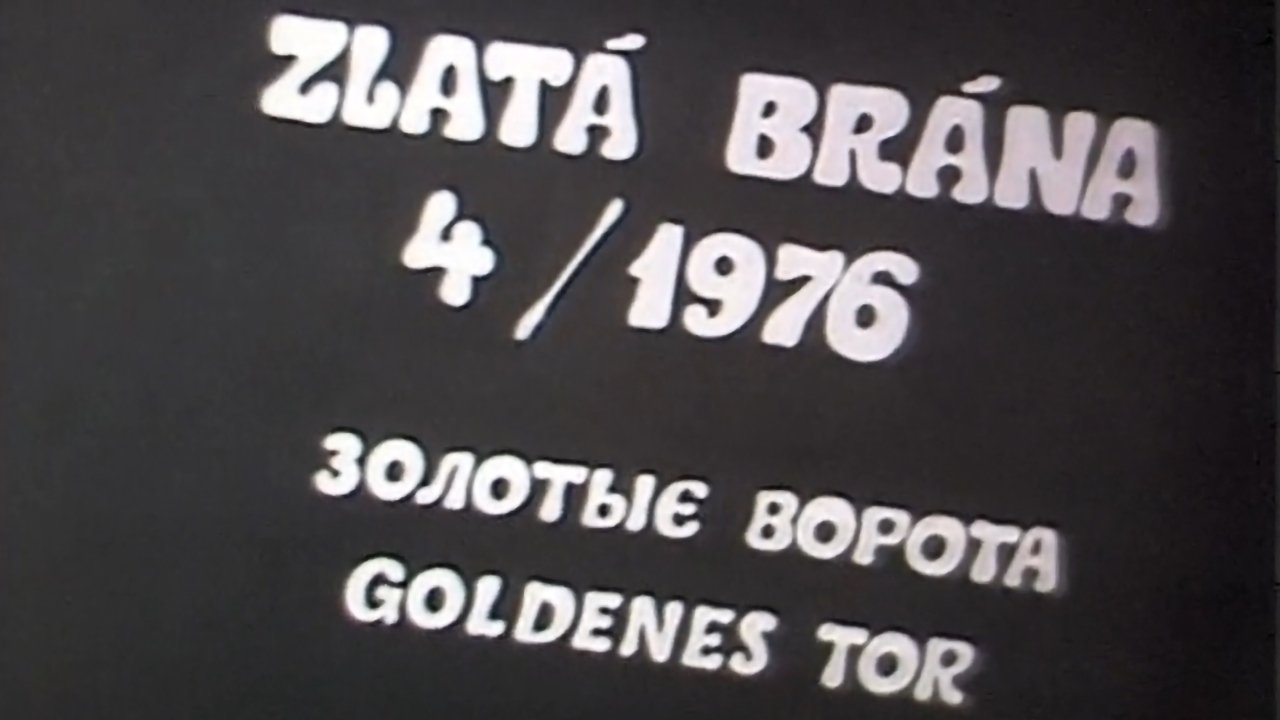 ZLATÁ BRÁNA
4/1976
ЗОЛОТЫЕ ВОРОТА
GOLDENES TOR